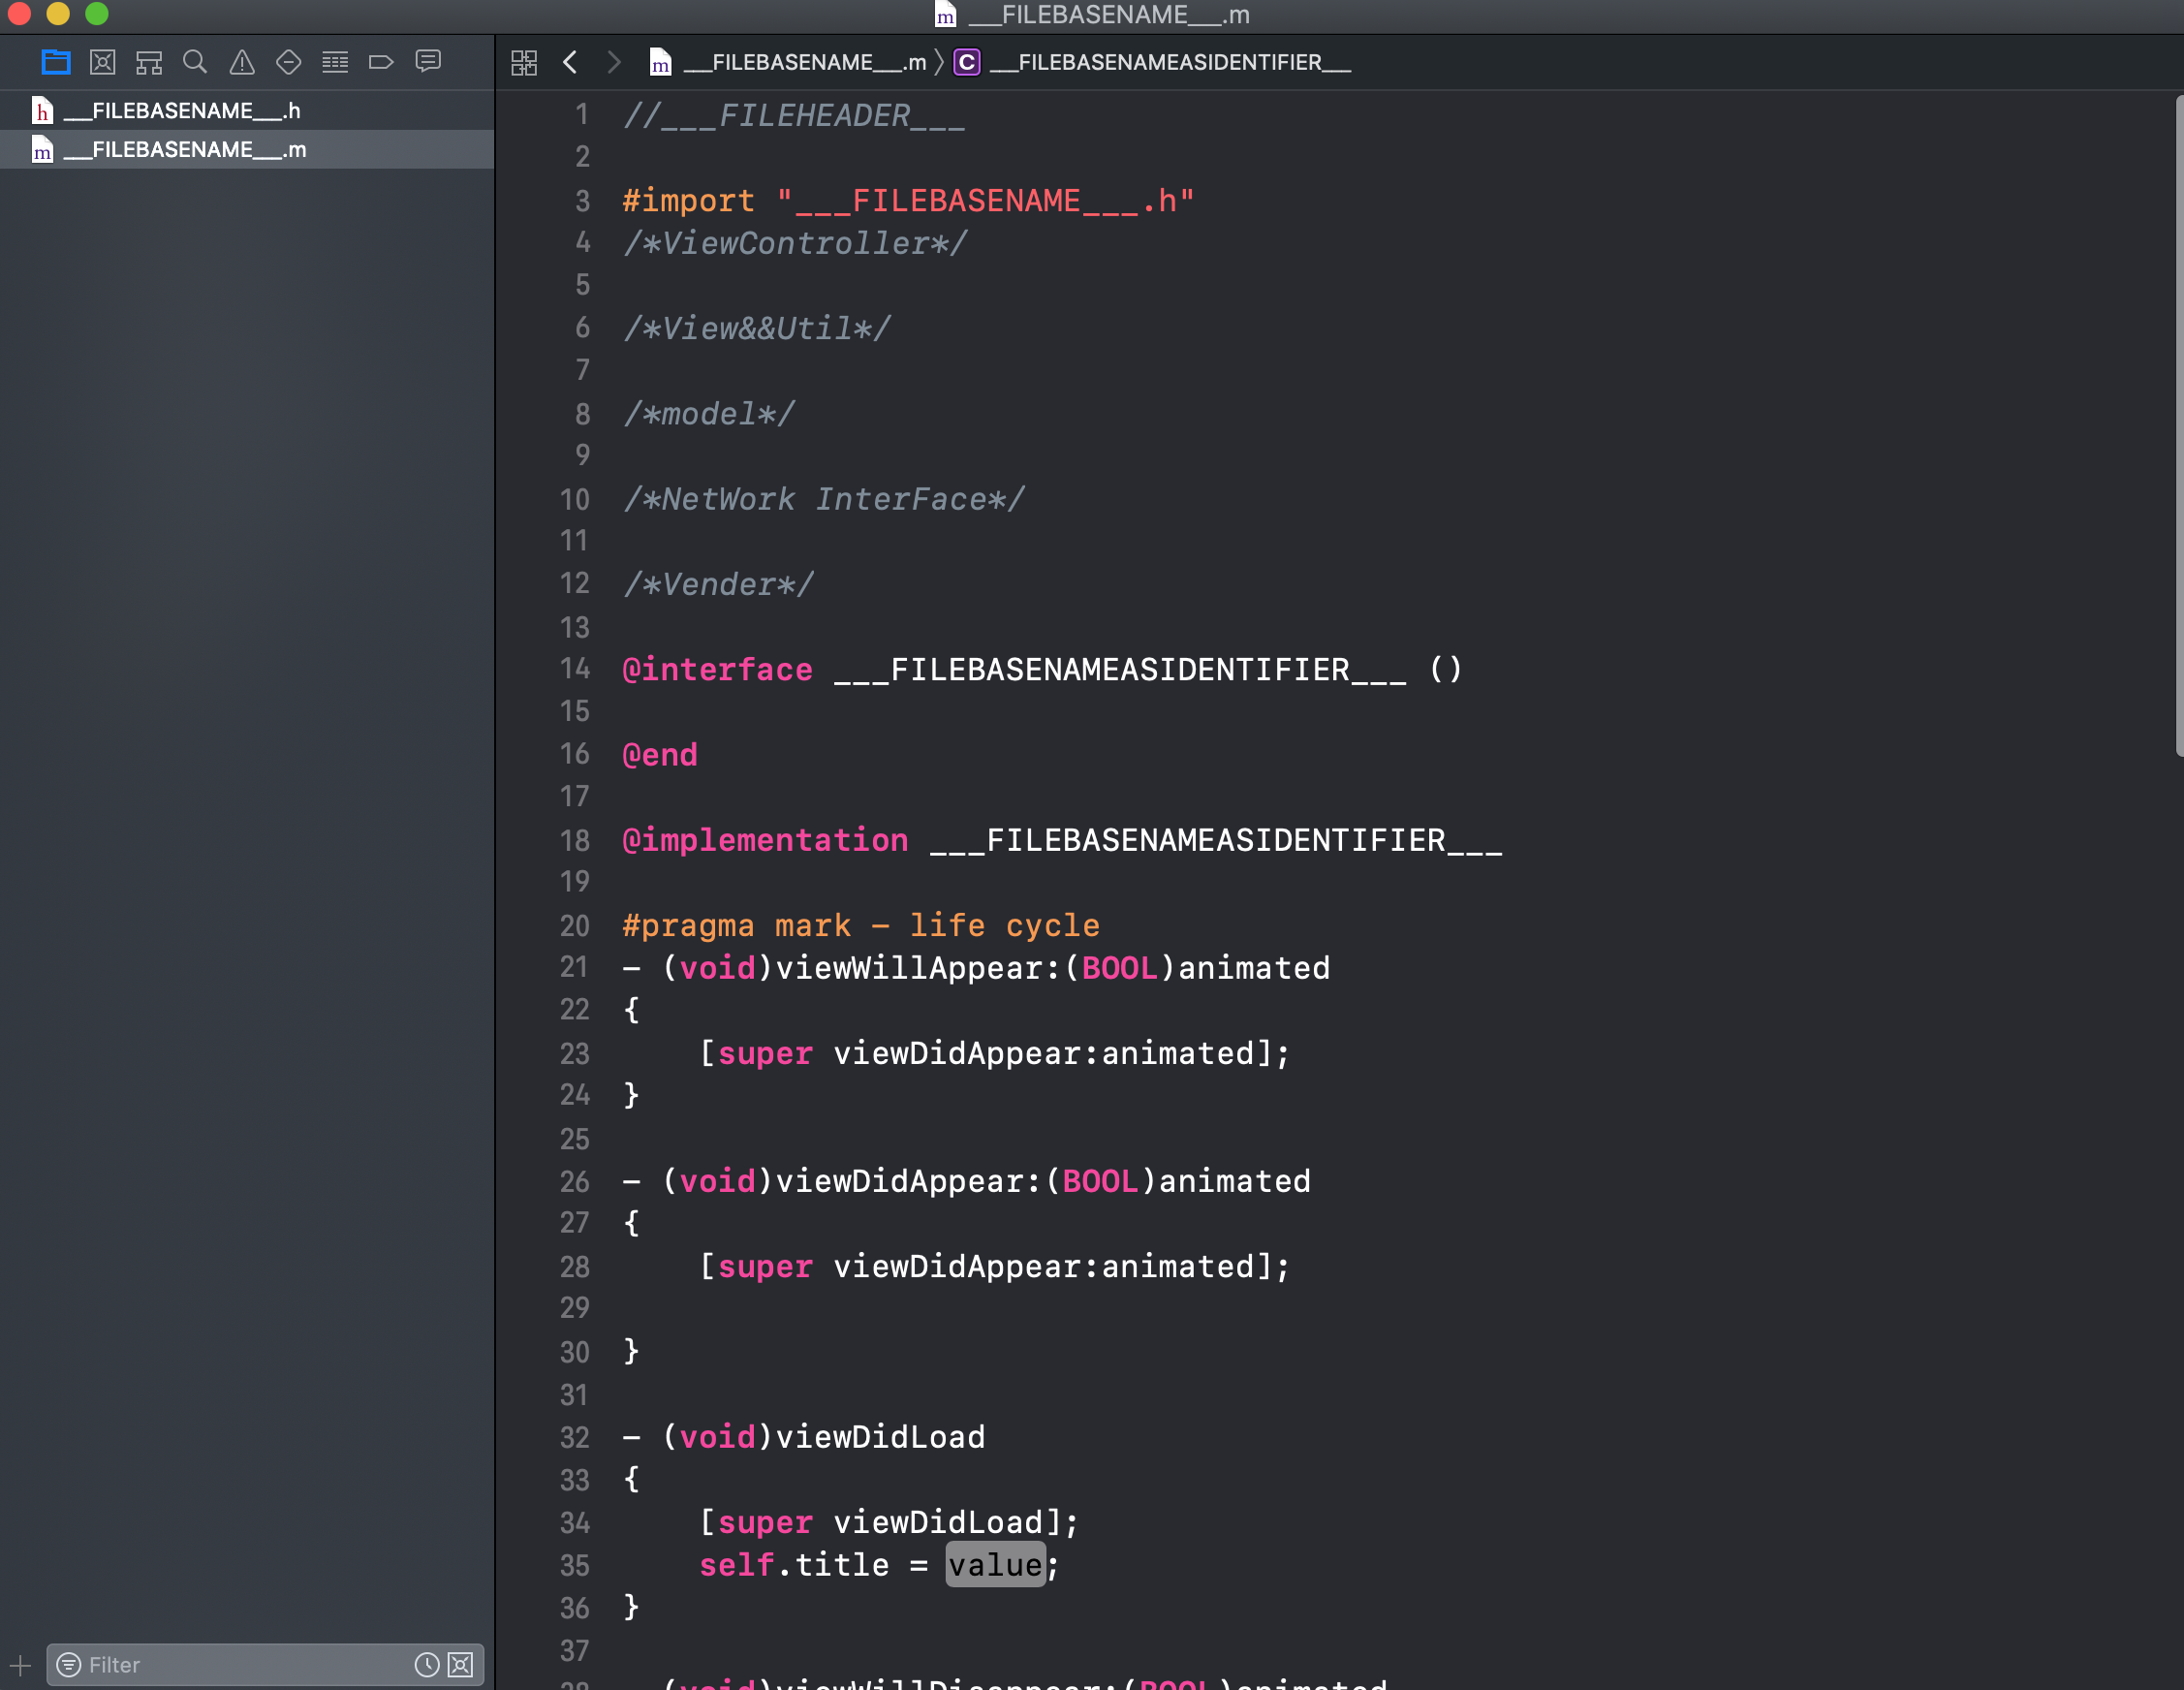 ___FILEBASENAME___.m
___FILEBASENAME___.m
C ___FILEBASENAMEASIDENTIFIER___
h ___FILEBASENAME___.h
m ___FILEBASENAME___.m
1 //___FILEHEADER___
2
3 #import "___FILEBASENAME___.h"
4 /*ViewController*/
5
6 /*View&&Util*/
7
8 /*model*/
9
10 /*NetWork InterFace*/
11
12 /*Vender*/
13
14 @interface ___FILEBASENAMEASIDENTIFIER___ ()
15
16 @end
17
18 @implementation ___FILEBASENAMEASIDENTIFIER___
19
20 #pragma mark - life cycle
21 - (void)viewWillAppear:(BOOL)animated
22 {
23     [super viewDidAppear:animated];
24 }
25
26 - (void)viewDidAppear:(BOOL)animated
27 {
28     [super viewDidAppear:animated];
29
30 }
31
32 - (void)viewDidLoad
33 {
34     [super viewDidLoad];
35     self.title = value;
36 }
37
38 (void)viewWillDisappear:(BOOL)animated
Filter